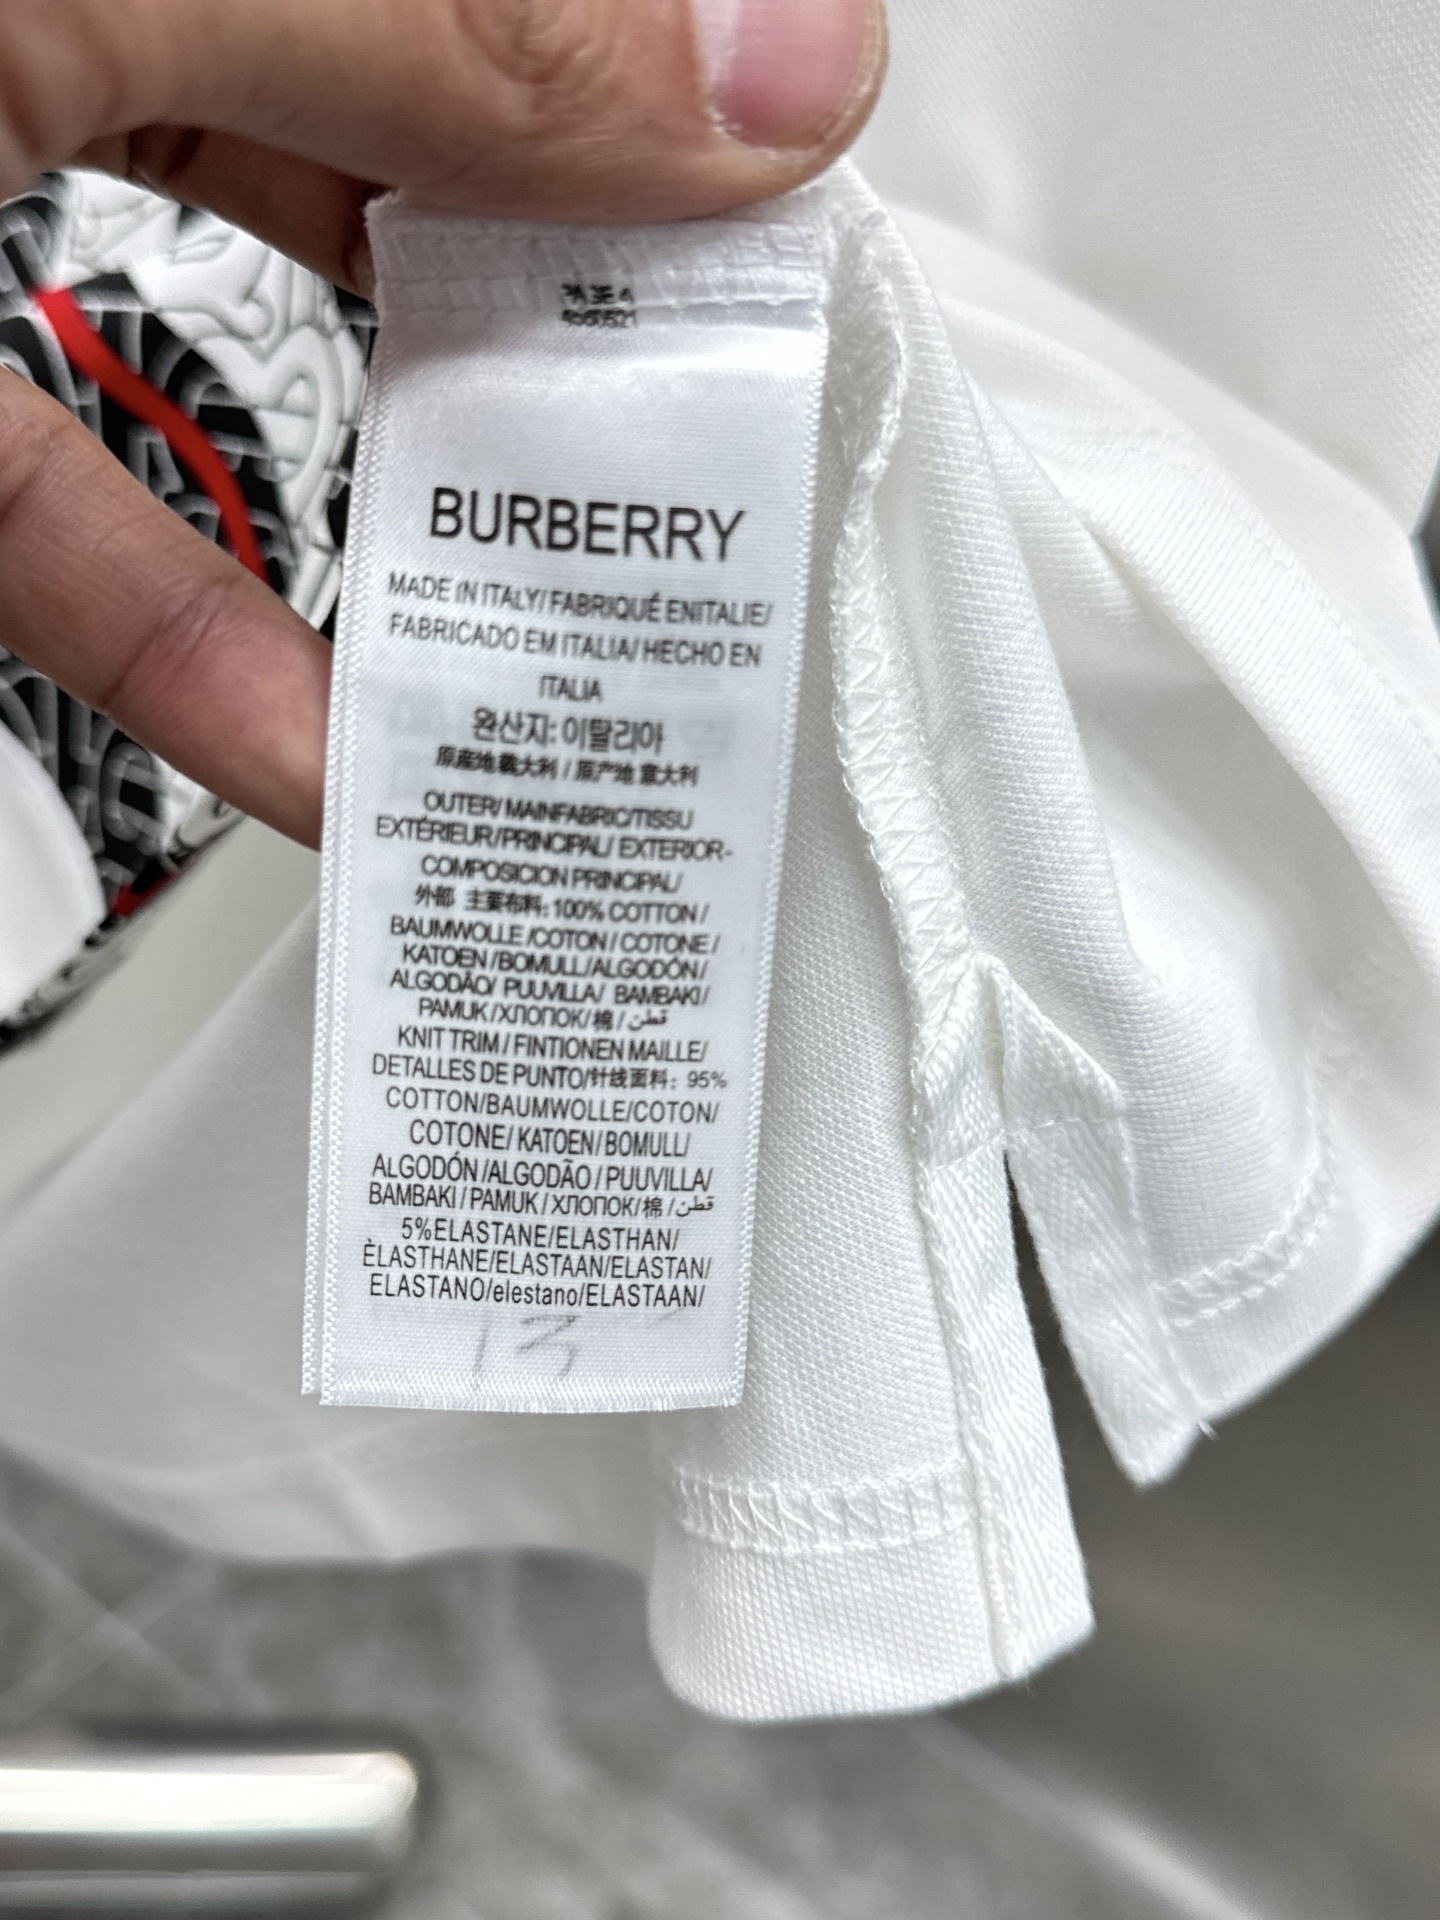 BURBERRY
MADE IN ITALY/FABRIQUÉ ENITALIE/
FABRICADO EM ITALIA/ HECHO EN
ITALIA
완산지: 이탈리아
原産地義大利 / 原产地 意大利
OUTER/ MAINFABRIC/TISSU
EXTÉRIEUR/PRINCIPAL/ EXTERIOR-
COMPOSICION PRINCIPAL/
外部 主要布料: 100% COTTON /
BAUMWOLLE /COTON / COTONE /
KATOEN /BOMULL/ALGODÓN/
ALGODÃO/ PUUVILLA/ BAMBAKI/
PAMUK /ХЛОПОК/棉 / قطن/
KNIT TRIM / FINTIONEN MAILLE/
DETALLES DE PUNTO/针线面料: 95%
COTTON/BAUMWOLLE/COTON/
COTONE/ KATOEN/BOMULL/
ALGODÓN /ALGODÃO / PUUVILLA/
BAMBAKI / PAMUK / ХЛОПОК/棉 /قطن/
5%ELASTANE/ELASTHAN/
ÈLASTHANE/ELASTAAN/ELASTAN/
ELASTANO/elestano/ELASTAAN/
13